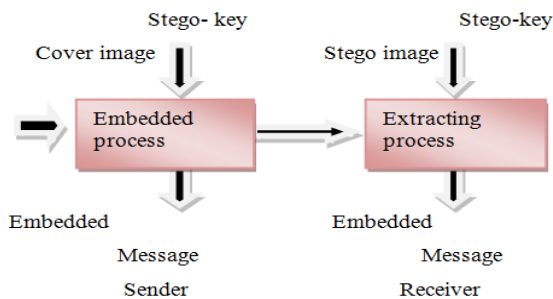 Stego- key
Stego-key
Cover image
Stego image
Embedded
process
Extracting
process
Embedded
Embedded
Message
Message
Sender
Receiver